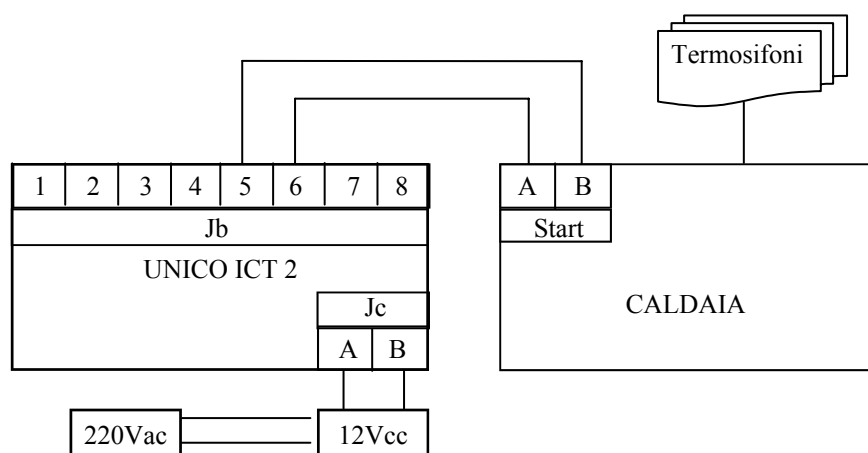 Termosifoni
1 2 3 4 5 6 7 8
A B
Jb
Start
UNICO ICT 2
Jc
CALDAIA
A B
220Vac
12Vcc